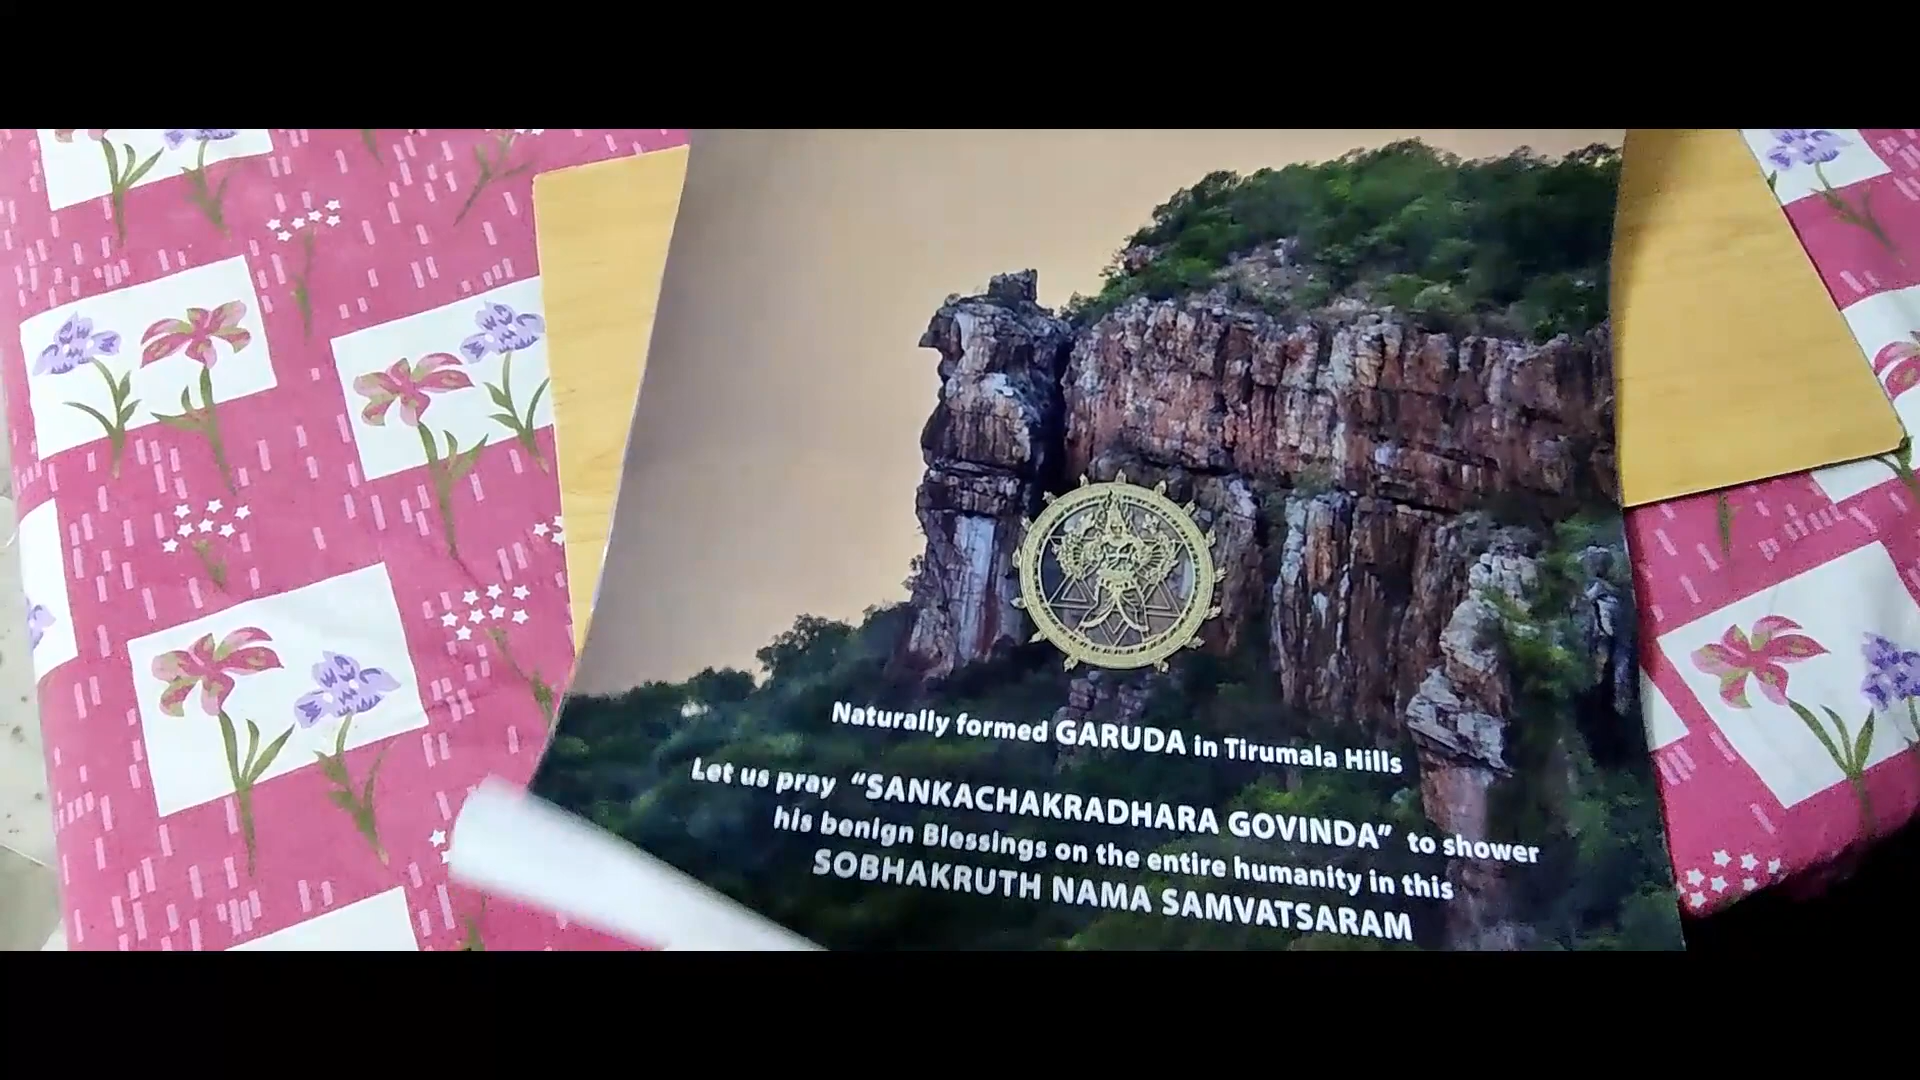 Naturally formed GARUDA in Tirumala Hills
Let us pray "SANKACHAKRADHARA GOVINDA" to shower
his benign Blessings on the entire humanity in this
SOBHAKRUTH NAMA SAMVATSARAM